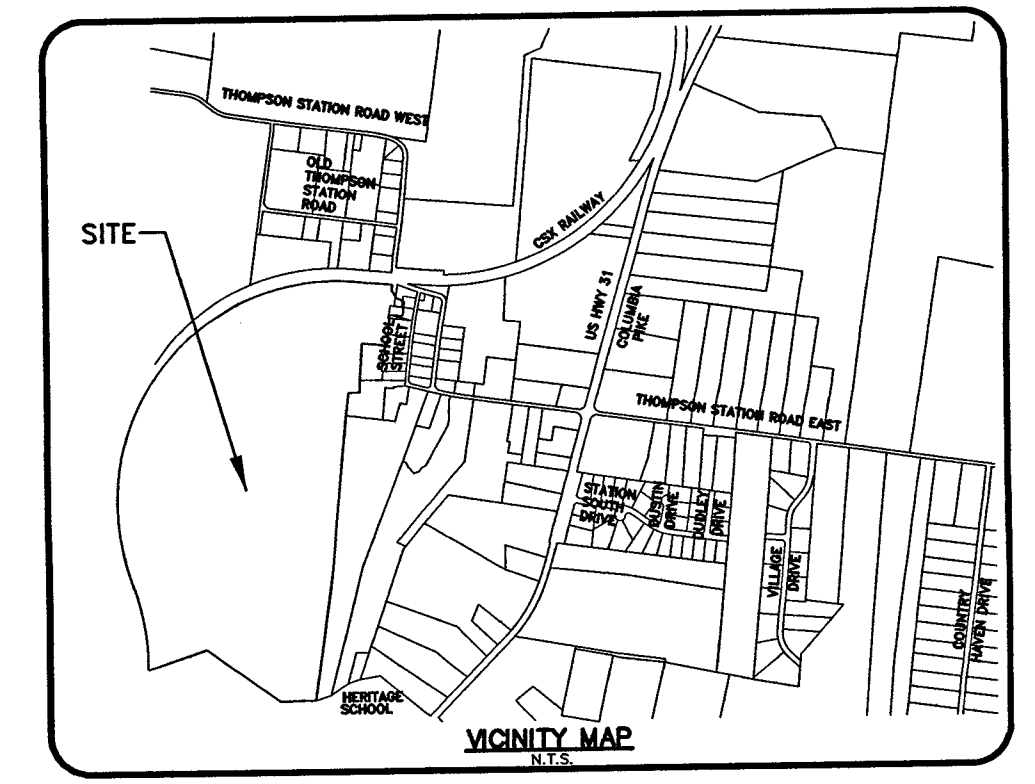 THOMPSON STATION ROAD WEST
OLD
THOMPSON
STATION
ROAD
SITE
CSX RAILWAY
US HWY 31
COLUMBIA
PIKE
SCHOOL
STREET
THOMPSON STATION ROAD EAST
STATION
SOUTH
DRIVE
DUSTIN
DRIVE
DUDLEY
DRIVE
VILLAGE
DRIVE
COUNTRY
HAVEN DRIVE
HERITAGE
SCHOOL
VICINITY MAP
N.T.S.